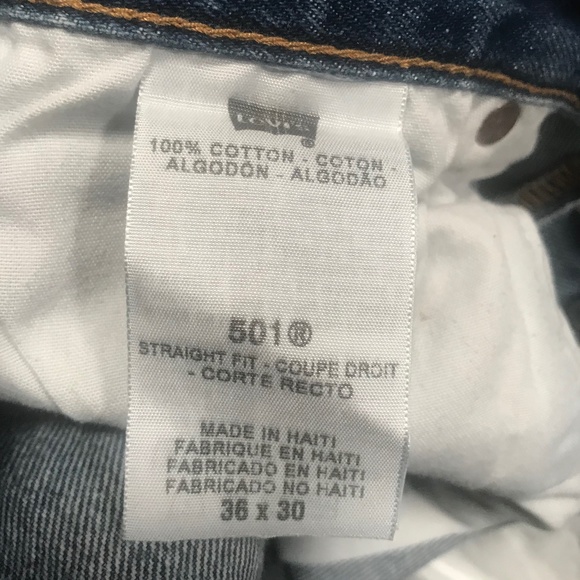 Levi's
®
100% COTTON - COTON -
ALGODÓN - ALGODÃO
501®
STRAIGHT FIT - COUPE DROIT
- CORTE RECTO
MADE IN HAITI
FABRIQUE EN HAITI
FABRICADO EN HAITI
FABRICADO NO HAITI
36 x 30